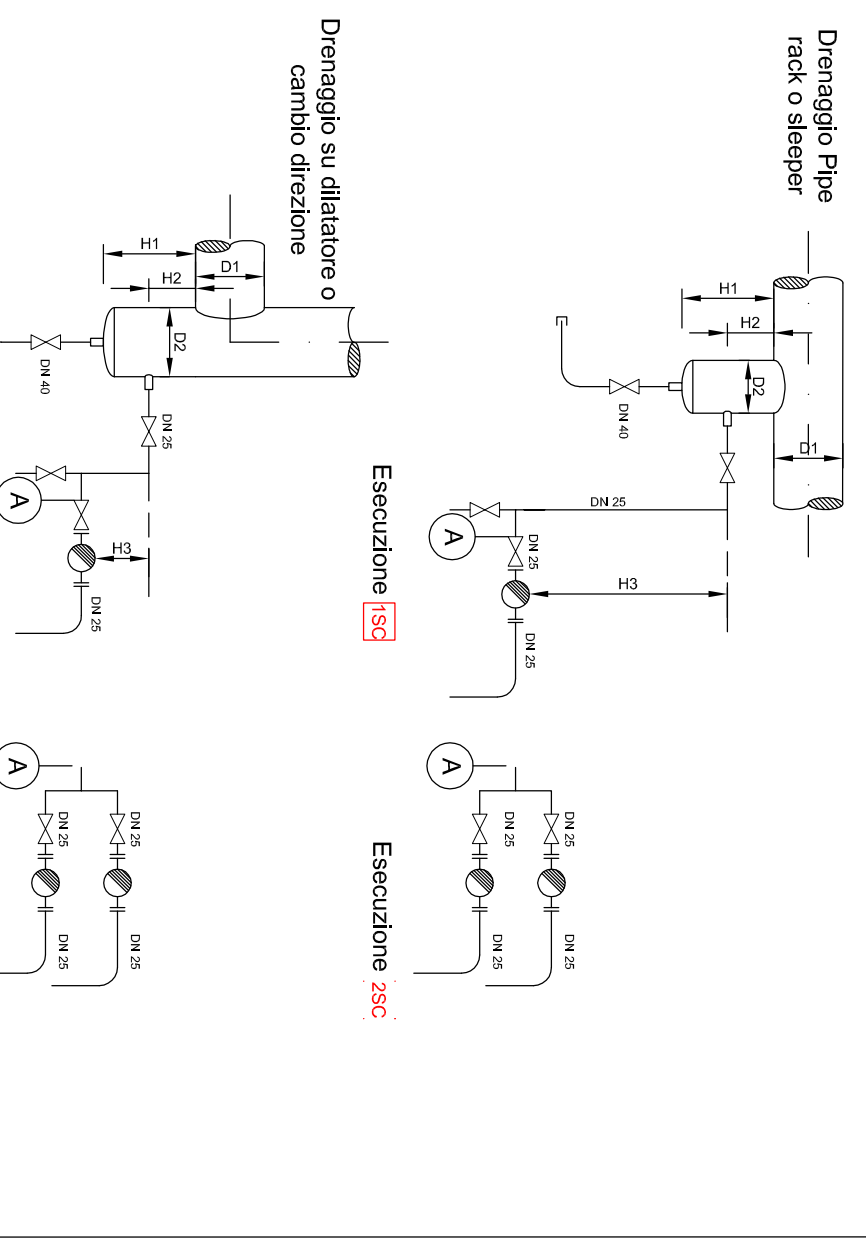 Drenaggio Pipe
rack o sleeper
H1
H2
D2
D1
DN 40
DN 25
H3
A
DN 25
DN 25
A
DN 25
DN 25
DN 25
DN 25
Esecuzione 1SC
Esecuzione 2SC
Drenaggio su dilatatore o
cambio direzione
H1
H2
D1
D2
DN 40
DN 25
H3
A
DN 25
A
DN 25
DN 25
DN 25
DN 25